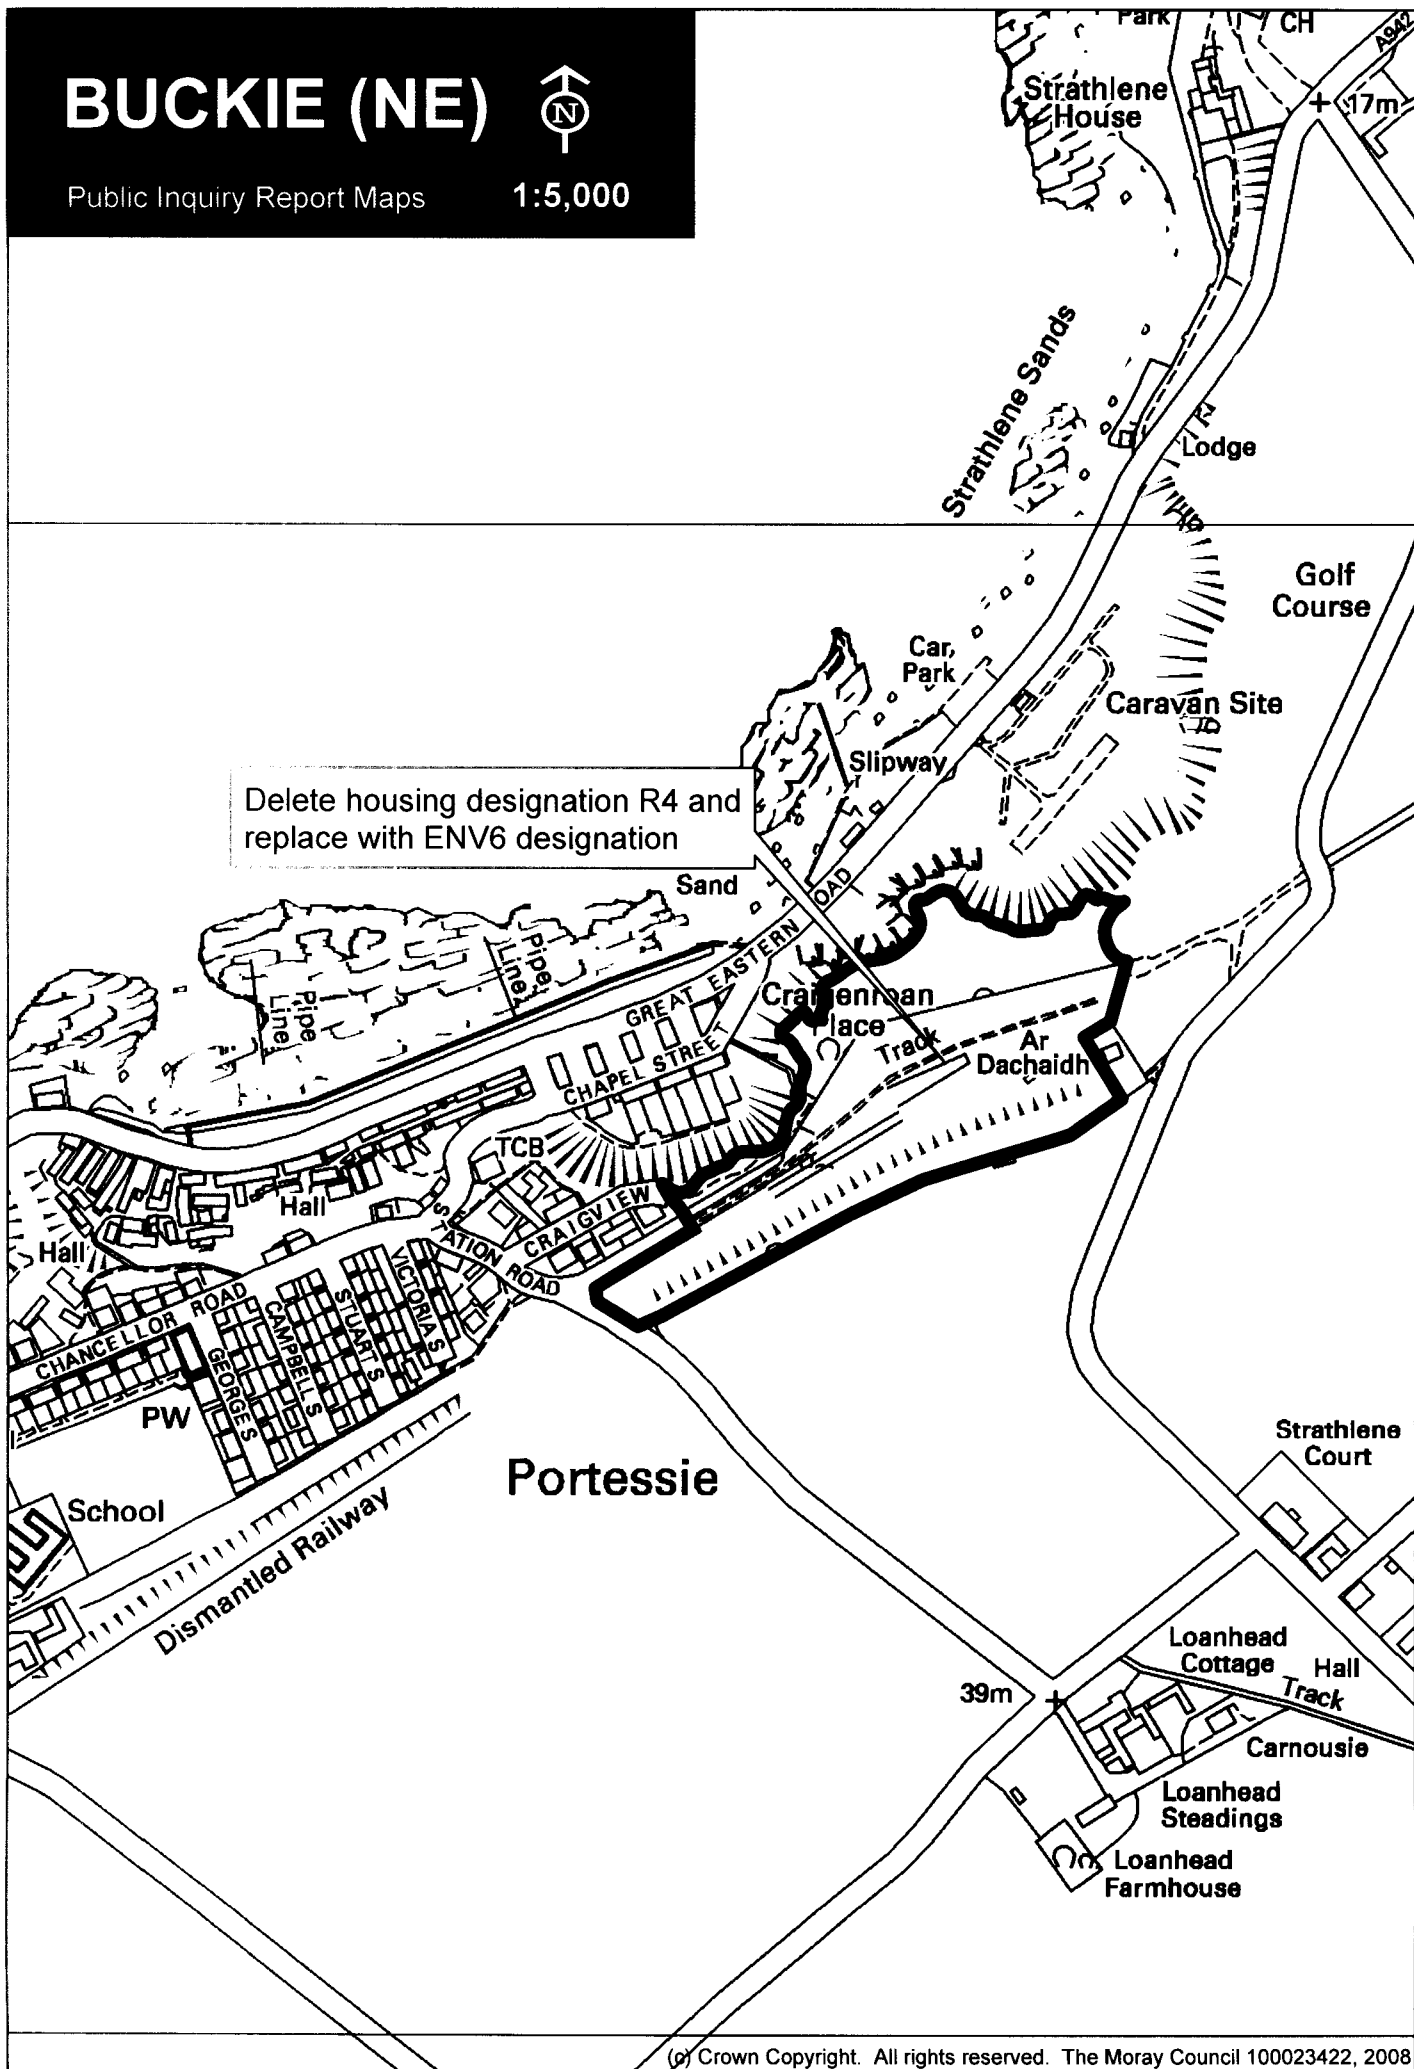 BUCKIE (NE)
N
Public Inquiry Report Maps 1:5,000
Park
CH
A942
Strathlene
House
17m
Strathlene Sands
Lodge
Golf
Course
Car
Park
Caravan Site
Slipway
Delete housing designation R4 and
replace with ENV6 designation
Sand
GREAT EASTERN ROAD
Pipe
Line
Pipe
Line
Craigenroan
Place
Track
Ar
Dachaidh
CHAPEL STREET
TCB
Hall
Hall
CRAIGVIEW
STATION ROAD
CHANCELLOR ROAD
GEORGE S
CAMPBELL S
STUART S
VICTORIA S
PW
School
Dismantled Railway
Portessie
Strathlene
Court
Loanhead
Cottage
Hall
Track
39m
Carnousie
Loanhead
Steadings
Loanhead
Farmhouse
(c) Crown Copyright. All rights reserved. The Moray Council 100023422, 2008